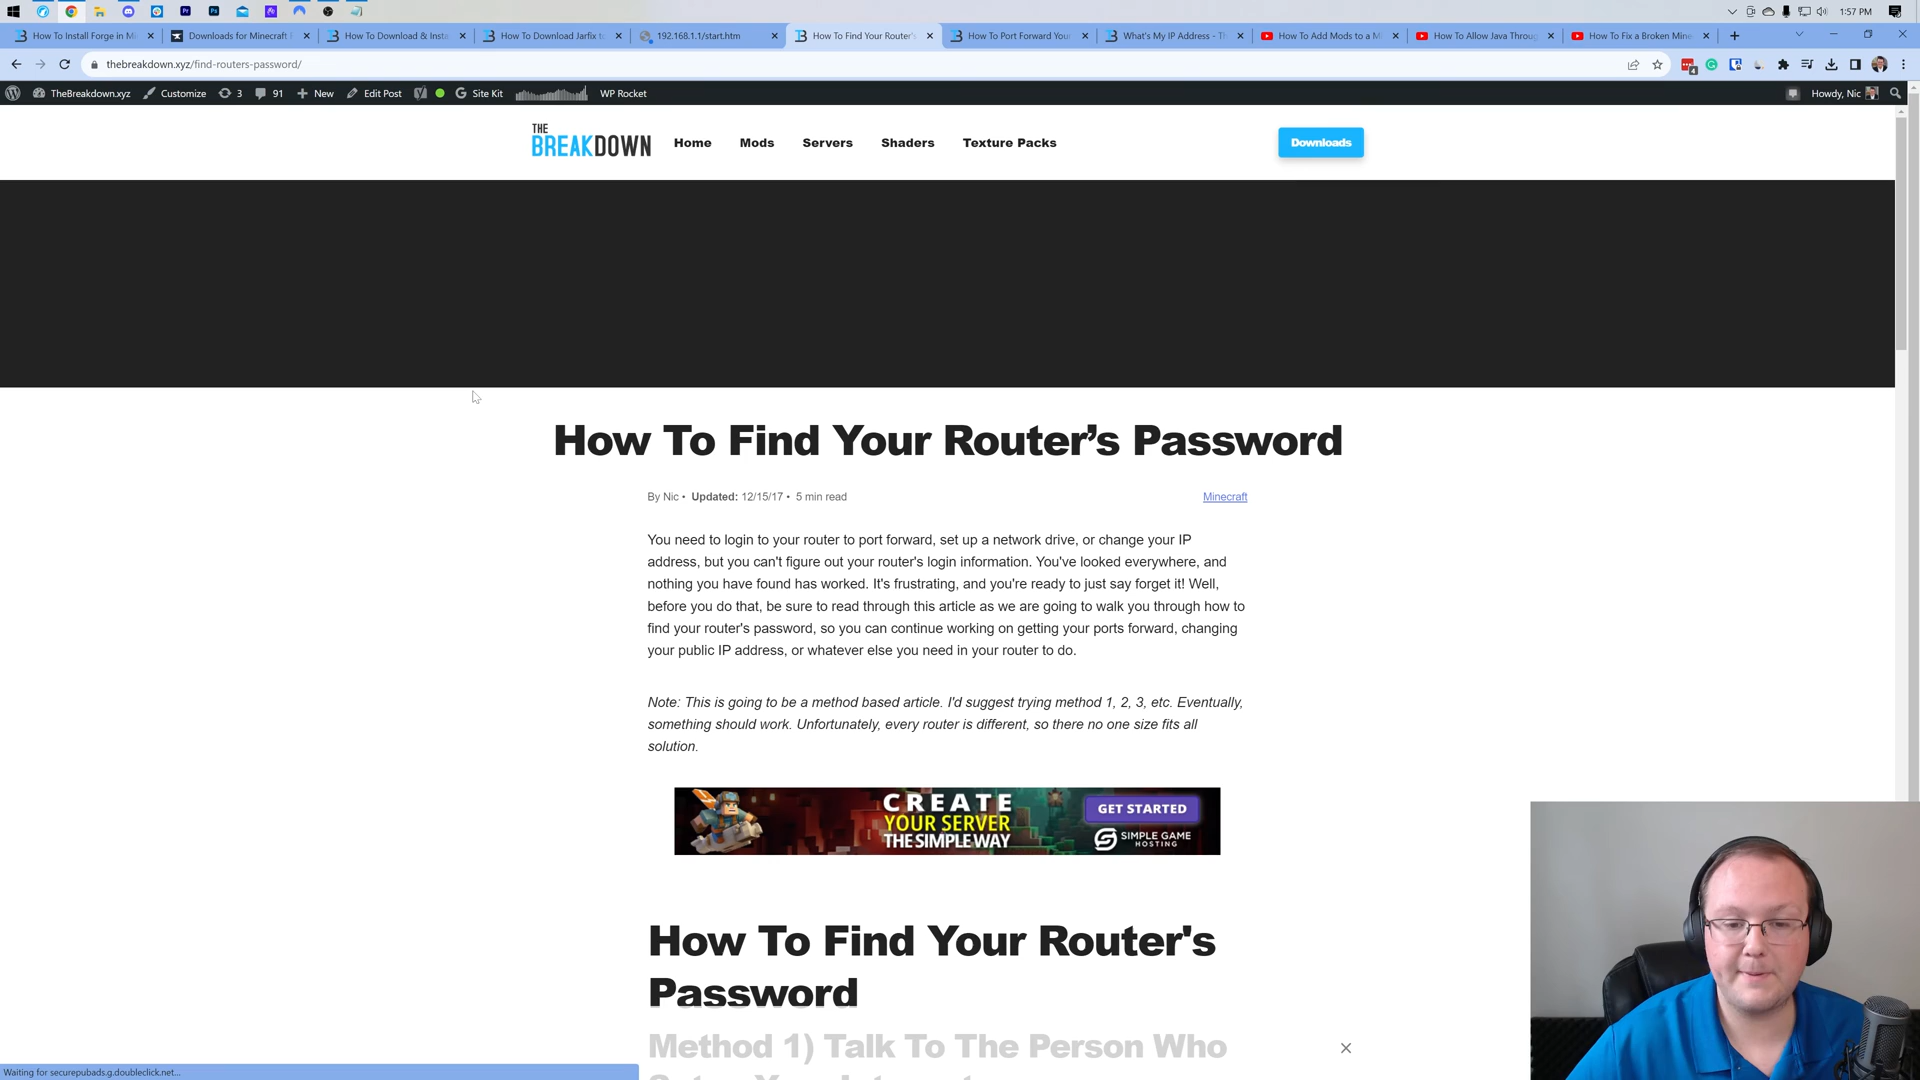 1:57 PM
How To Install Forge in Mi
Downloads for Minecraft
How To Download & Insta
How To Download Jarfix to
192.168.1.1/start.htm
How To Find Your Router's
How To Port Forward Your
What's My IP Address - Th
How To Add Mods to a Mi
How To Allow Java Throug
How To Fix a Broken Mine
thebreakdown.xyz/find-routers-password/
TheBreakdown.xyz Customize 3 91 New Edit Post Site Kit WP Rocket Howdy, Nic
THE
BREAKDOWN
Home Mods Servers Shaders Texture Packs Downloads
How To Find Your Router’s Password
By Nic • Updated: 12/15/17 • 5 min read Minecraft
You need to login to your router to port forward, set up a network drive, or change your IP
address, but you can't figure out your router's login information. You've looked everywhere, and
nothing you have found has worked. It's frustrating, and you're ready to just say forget it! Well,
before you do that, be sure to read through this article as we are going to walk you through how to
find your router's password, so you can continue working on getting your ports forward, changing
your public IP address, or whatever else you need in your router to do.
Note: This is going to be a method based article. I'd suggest trying method 1, 2, 3, etc. Eventually,
something should work. Unfortunately, every router is different, so there no one size fits all
solution.
CREATE
YOUR SERVER
THE SIMPLE WAY
GET STARTED
SIMPLE GAME
HOSTING
How To Find Your Router's
Password
Method 1) Talk To The Person Who
Waiting for securepubads.g.doubleclick.net...